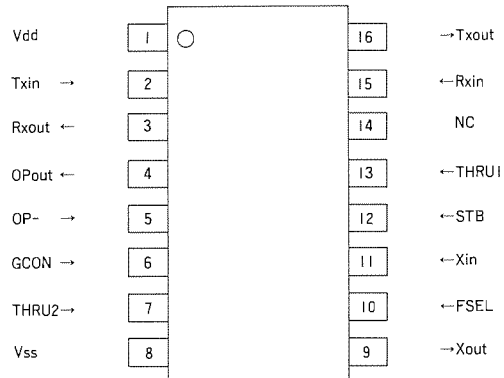 Vdd 1 16 →Txout
Txin → 2 15 ←Rxin
Rxout ← 3 14 NC
OPout ← 4 13 ←THRU1
OP- → 5 12 ←STB
GCON → 6 11 ←Xin
THRU2→ 7 10 ←FSEL
Vss 8 9 →Xout